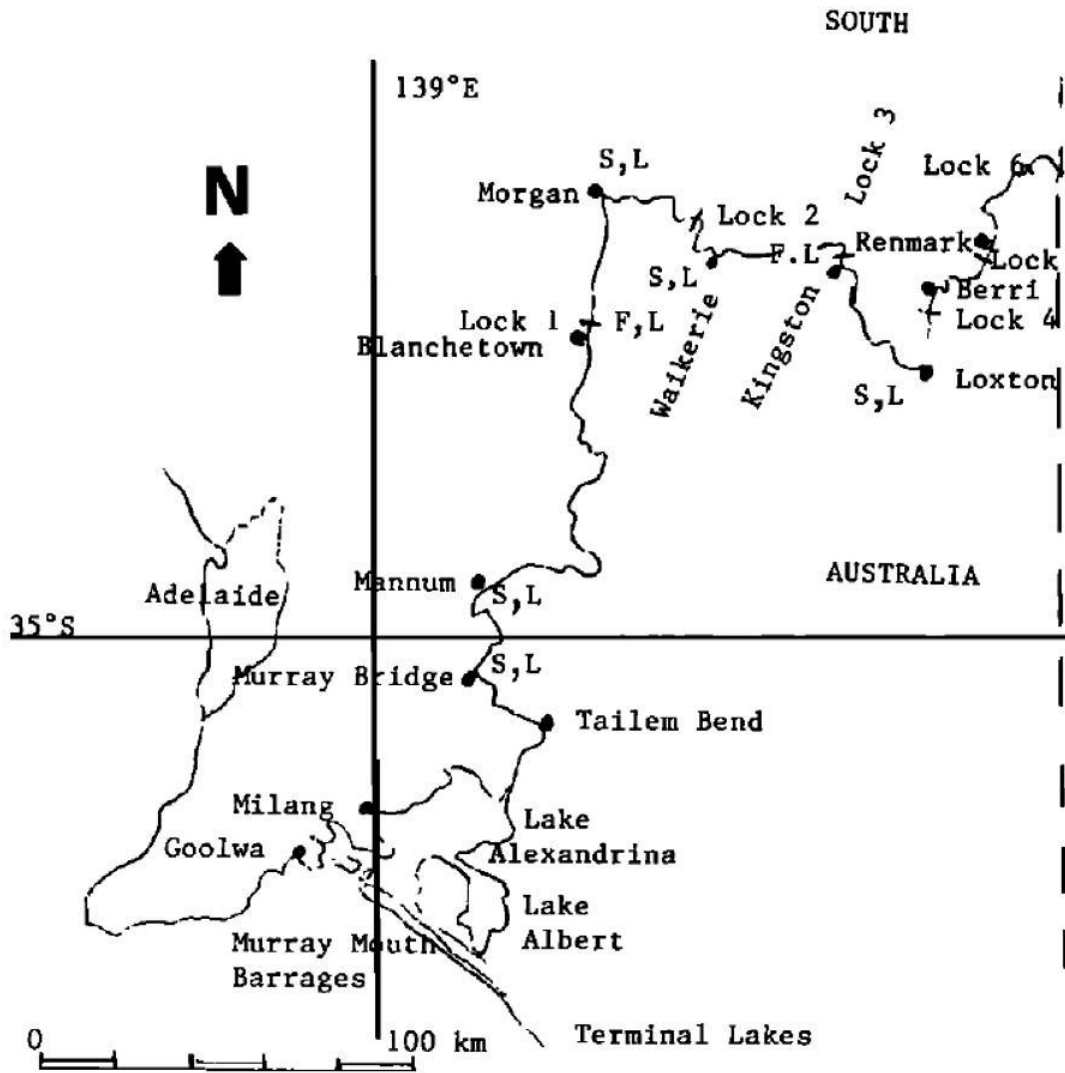 SOUTH
139°E
N
Lock 3
S,L
Morgan
Lock 6
Lock 2
F.L
Renmark
S,L
Lock
Berri
Lock 4
Lock 1
F,L
Blanchetown
Waikerie
Kingston
S,L
Loxton
Mannum
S,L
AUSTRALIA
Adelaide
35°S
S,L
Murray Bridge
Tailem Bend
Milang
Lake
Alexandrina
Goolwa
Lake
Albert
Murray Mouth
Barrages
0
100 km
Terminal Lakes